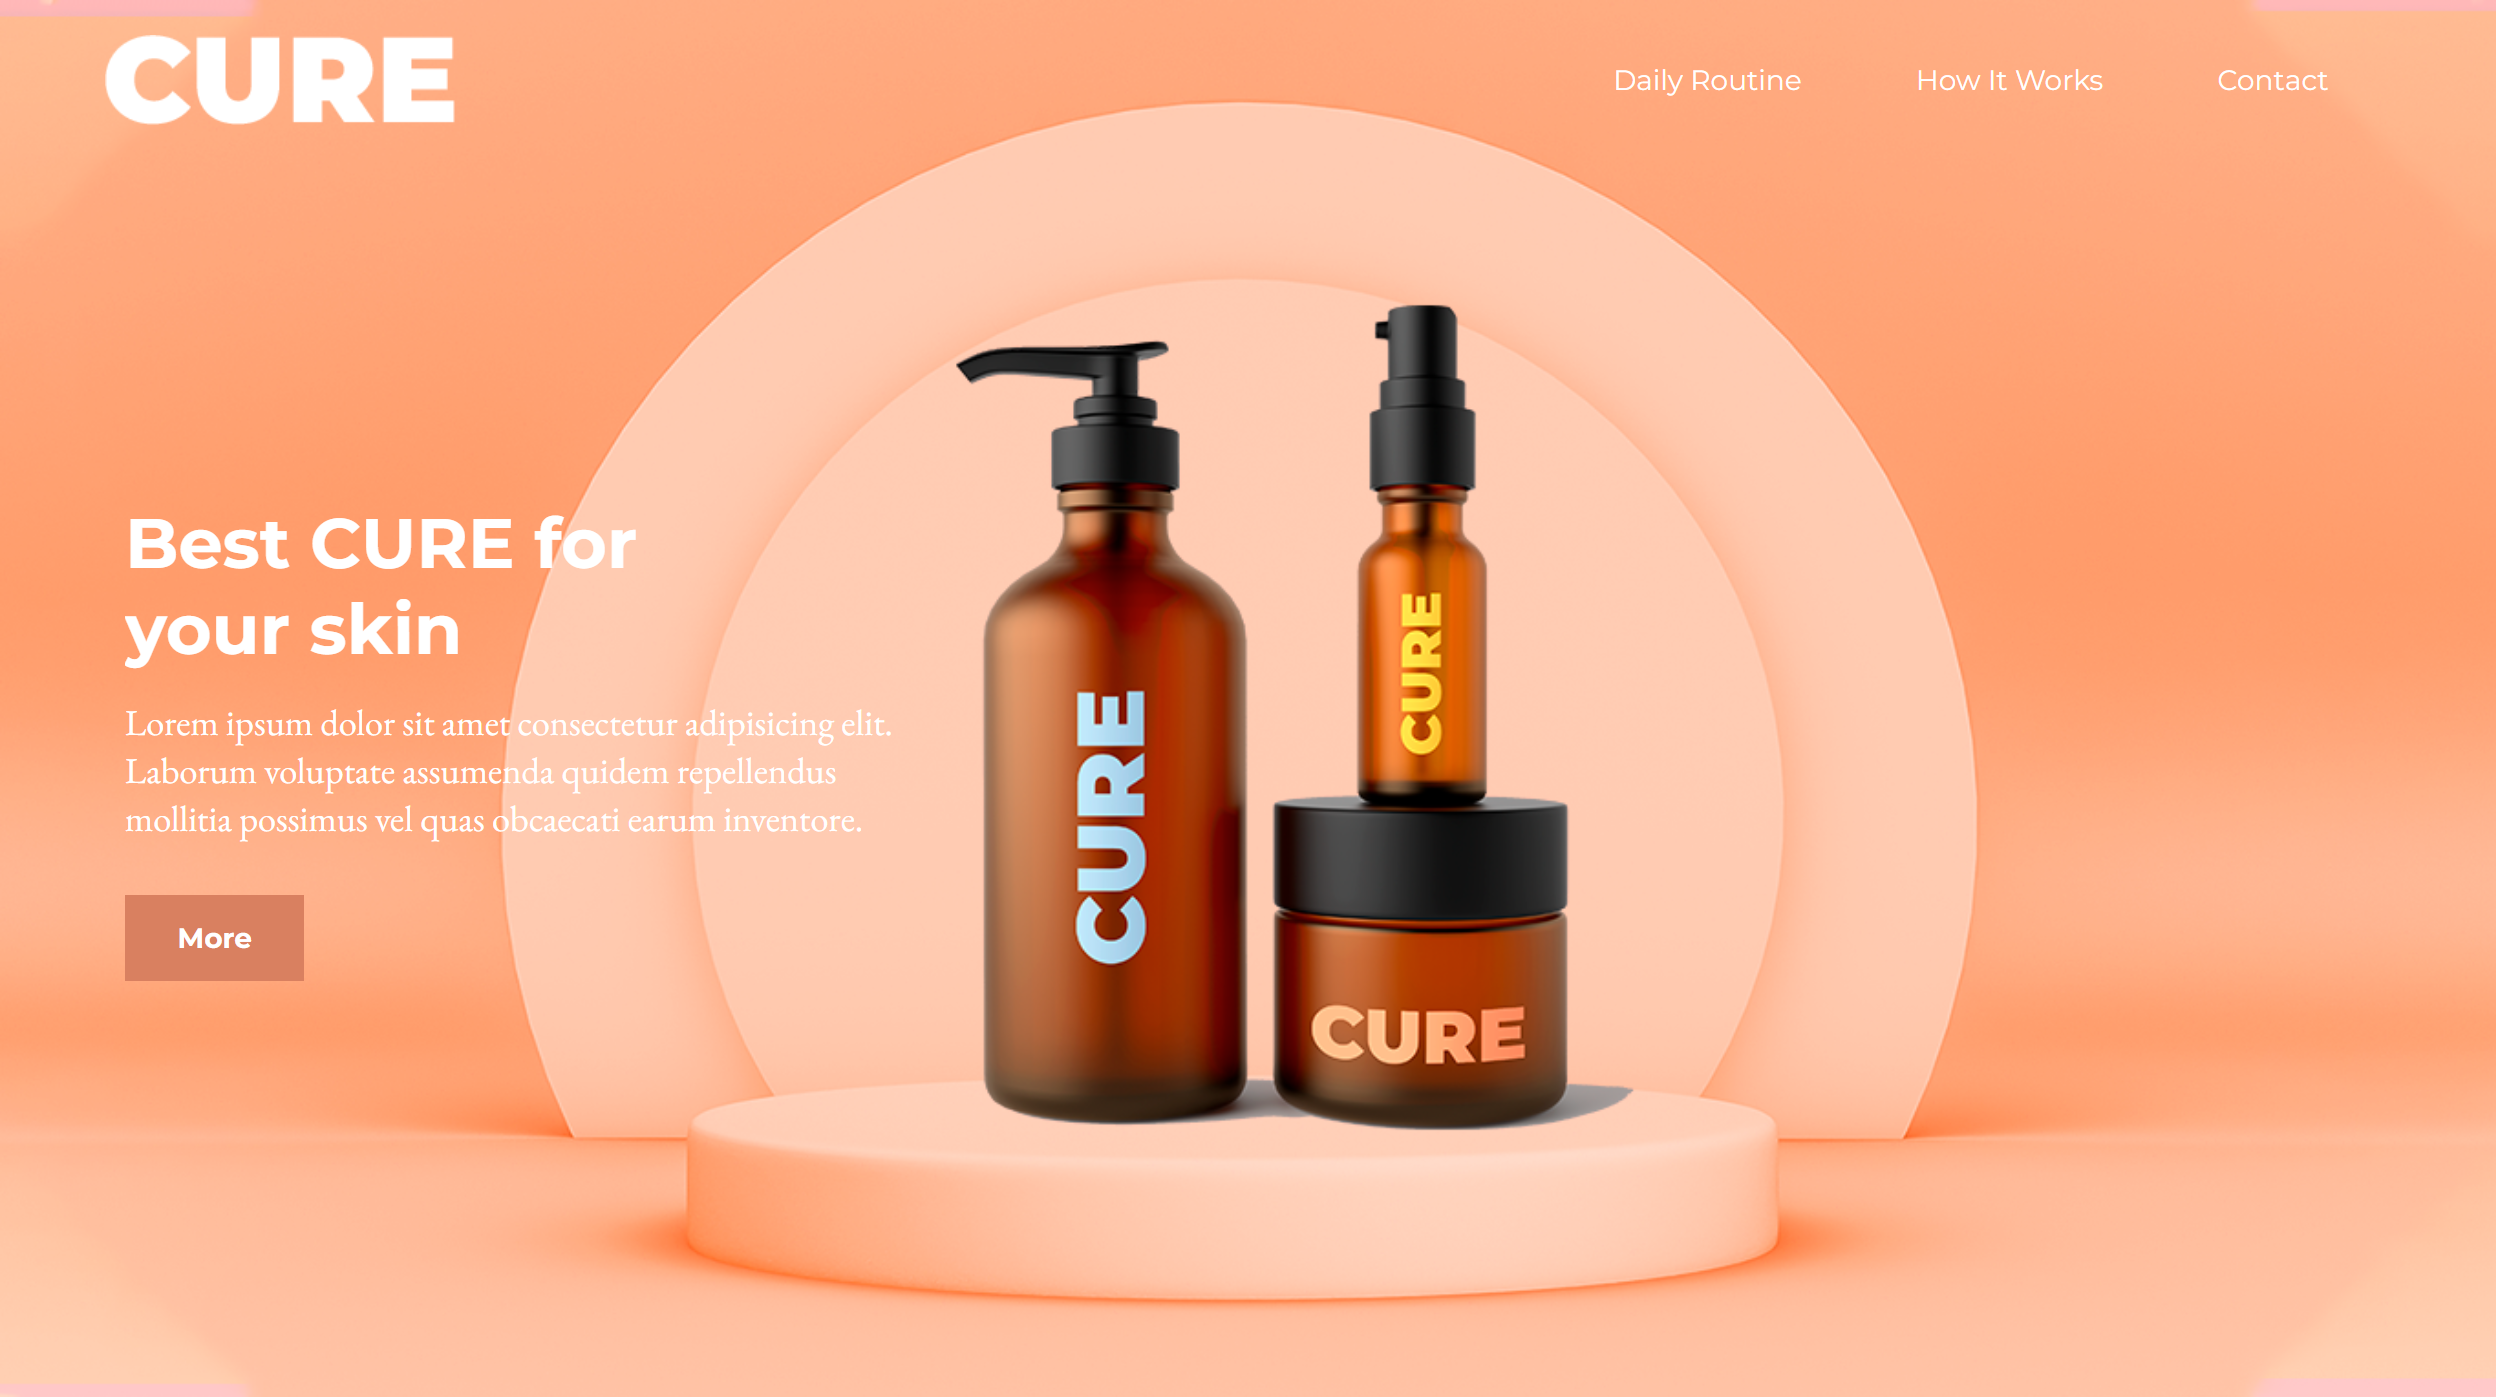 CURE
Daily Routine
How It Works
Contact
Best CURE for
your skin
Lorem ipsum dolor sit amet consectetur adipisicing elit.
Laborum voluptate assumenda quidem repellendus
mollitia possimus vel quas obcaecati earum inventore.
More
CURE
CURE
CURE